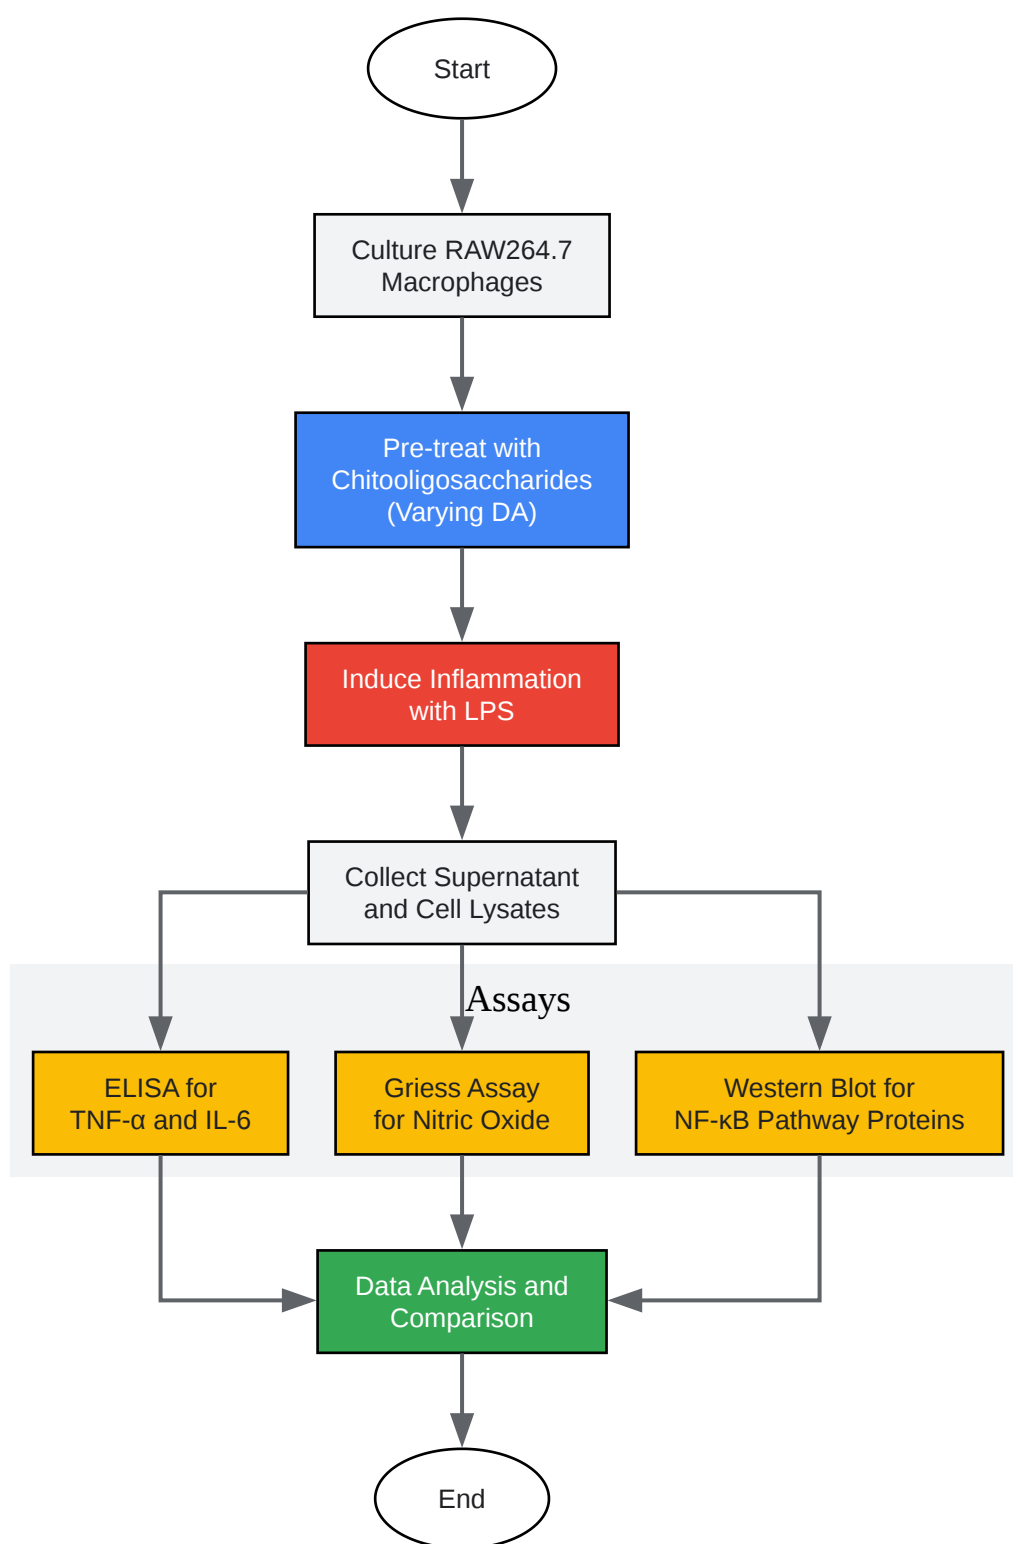 Start
Culture RAW264.7
Macrophages
Pre-treat with
Chitooligosaccharides
(Varying DA)
Induce Inflammation
with LPS
Collect Supernatant
and Cell Lysates
Assays
ELISA for
TNF-α and IL-6
Griess Assay
for Nitric Oxide
Western Blot for
NF-κB Pathway Proteins
Data Analysis and
Comparison
End